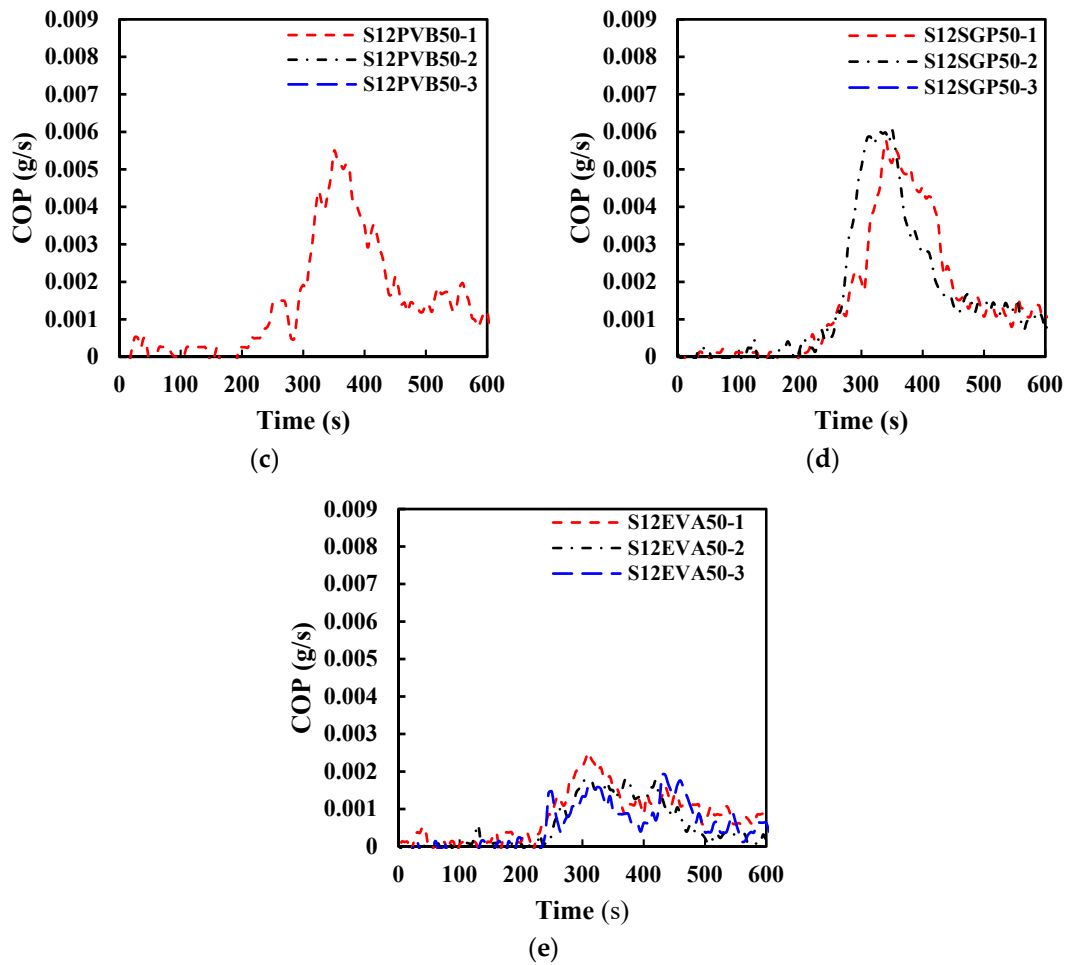 0.009
0.008
0.007
0.006
0.005
0.004
0.003
0.002
0.001
0
COP (g/s)
S12PVB50-1
S12PVB50-2
S12PVB50-3
0 100 200 300 400 500 600
Time (s)
(c)
0.009
0.008
0.007
0.006
0.005
0.004
0.003
0.002
0.001
0
COP (g/s)
S12SGP50-1
S12SGP50-2
S12SGP50-3
0 100 200 300 400 500 600
Time (s)
(d)
0.009
0.008
0.007
0.006
0.005
0.004
0.003
0.002
0.001
0
COP (g/s)
S12EVA50-1
S12EVA50-2
S12EVA50-3
0 100 200 300 400 500 600
Time (s)
(e)